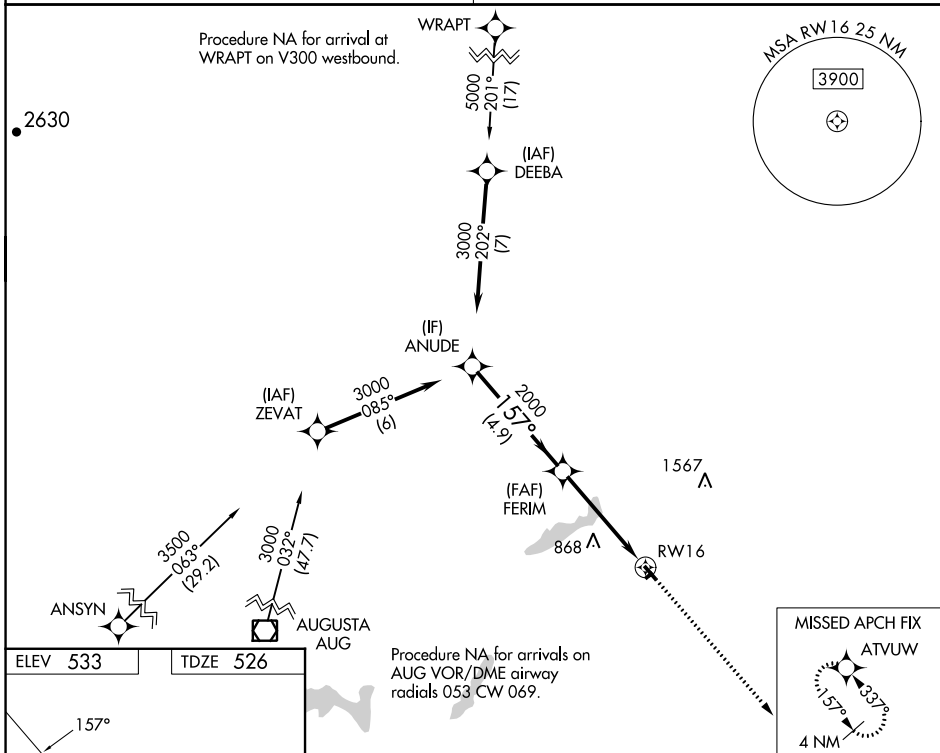 WRAPT
Procedure NA for arrival at
WRAPT on V300 westbound.
5000
201°
(17)
MSA RW16 25 NM
3900
2630
(IAF)
DEEBA
3000
202°
(7)
(IF)
ANUDE
(IAF)
ZEVAT
3000
085°
(6)
2000
157°
(4.9)
(FAF)
FERIM
1567
868
RW16
3500
063°
(29.2)
3000
032°
(47.7)
ANSYN
AUGUSTA
AUG
Procedure NA for arrivals on
AUG VOR/DME airway
radials 053 CW 069.
ELEV 533
TDZE 526
157°
MISSED APCH FIX
ATVUW
157°
337°
4 NM